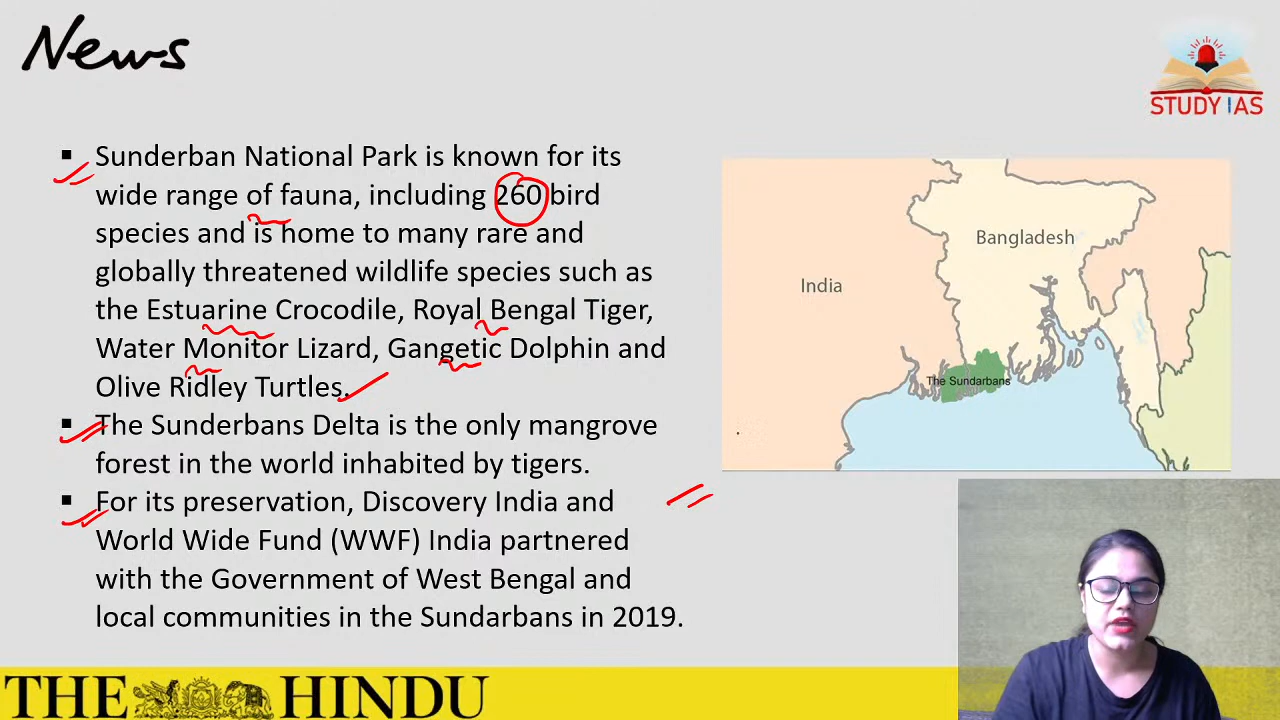 News
STUDY IAS
▪ Sunderban National Park is known for its
wide range of fauna, including 260 bird
species and is home to many rare and
globally threatened wildlife species such as
the Estuarine Crocodile, Royal Bengal Tiger,
Water Monitor Lizard, Gangetic Dolphin and
Olive Ridley Turtles.
▪ The Sunderbans Delta is the only mangrove
forest in the world inhabited by tigers.
▪ For its preservation, Discovery India and
World Wide Fund (WWF) India partnered
with the Government of West Bengal and
local communities in the Sundarbans in 2019.
Bangladesh
India
The Sundarbans
THE HINDU